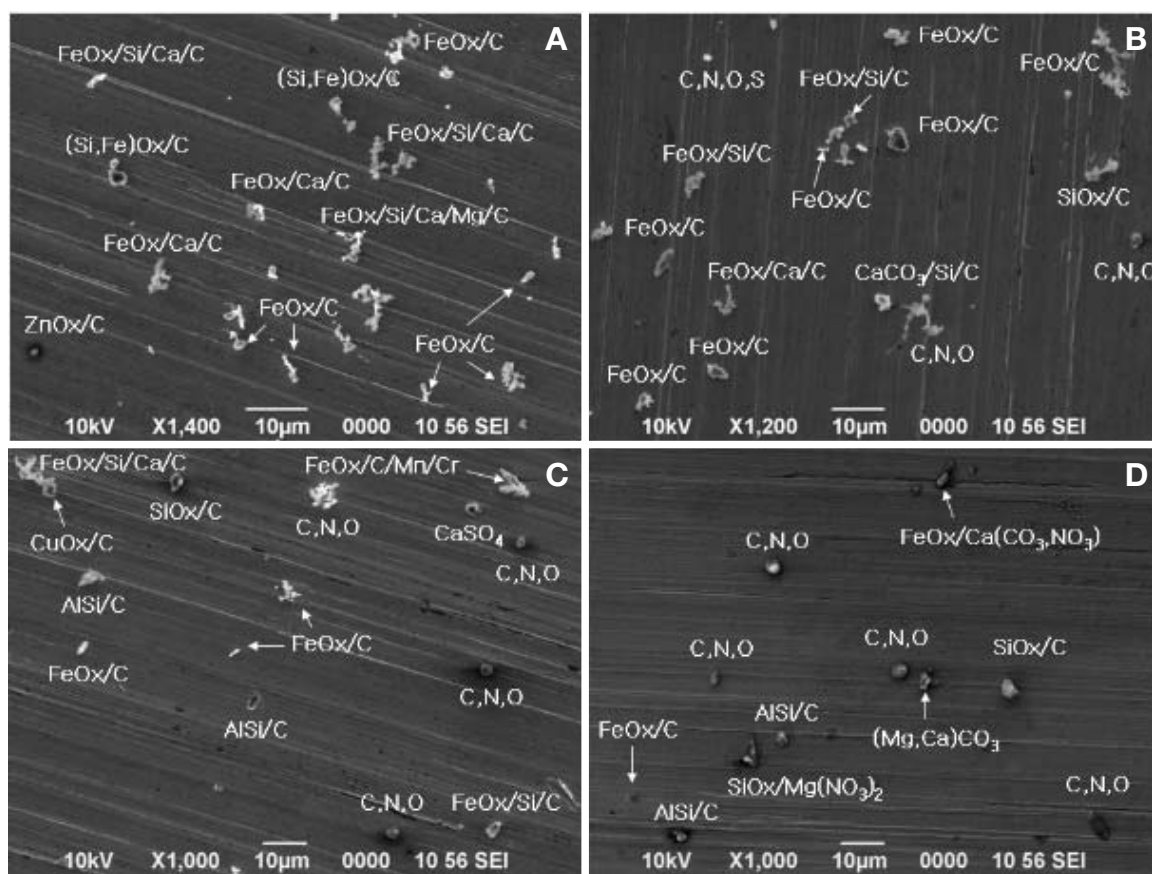 A
FeOx/C
FeOx/Si/Ca/C
(Si,Fe)Ox/C
FeOx/Si/Ca/C
(Si,Fe)Ox/C
FeOx/Ca/C
FeOx/Si/Ca/Mg/C
FeOx/Ca/C
FeOx/C
ZnOx/C
FeOx/C
10kV X1,400 10μm 0000 10 56 SEI
B
FeOx/C
FeOx/C
C,N,O,S
FeOx/Si/C
FeOx/C
FeOx/Si/C
FeOx/C
SiOx/C
FeOx/C
FeOx/Ca/C
CaCO₃/Si/C
C,N,O
FeOx/C
C,N,O
FeOx/C
10kV X1,200 10μm 0000 10 56 SEI
C
FeOx/Si/Ca/C
FeOx/C/Mn/Cr
SiOx/C
C,N,O
CaSO₄
CuOx/C
C,N,O
AlSi/C
FeOx/C
FeOx/C
C,N,O
AlSi/C
C,N,O
FeOx/Si/C
10kV X1,000 10μm 0000 10 56 SEI
D
FeOx/Ca(CO₃,NO₃)
C,N,O
C,N,O
C,N,O
SiOx/C
AlSi/C
FeOx/C
(Mg,Ca)CO₃
SiOx/Mg(NO₃)₂
C,N,O
AlSi/C
10kV X1,000 10μm 0000 10 56 SEI